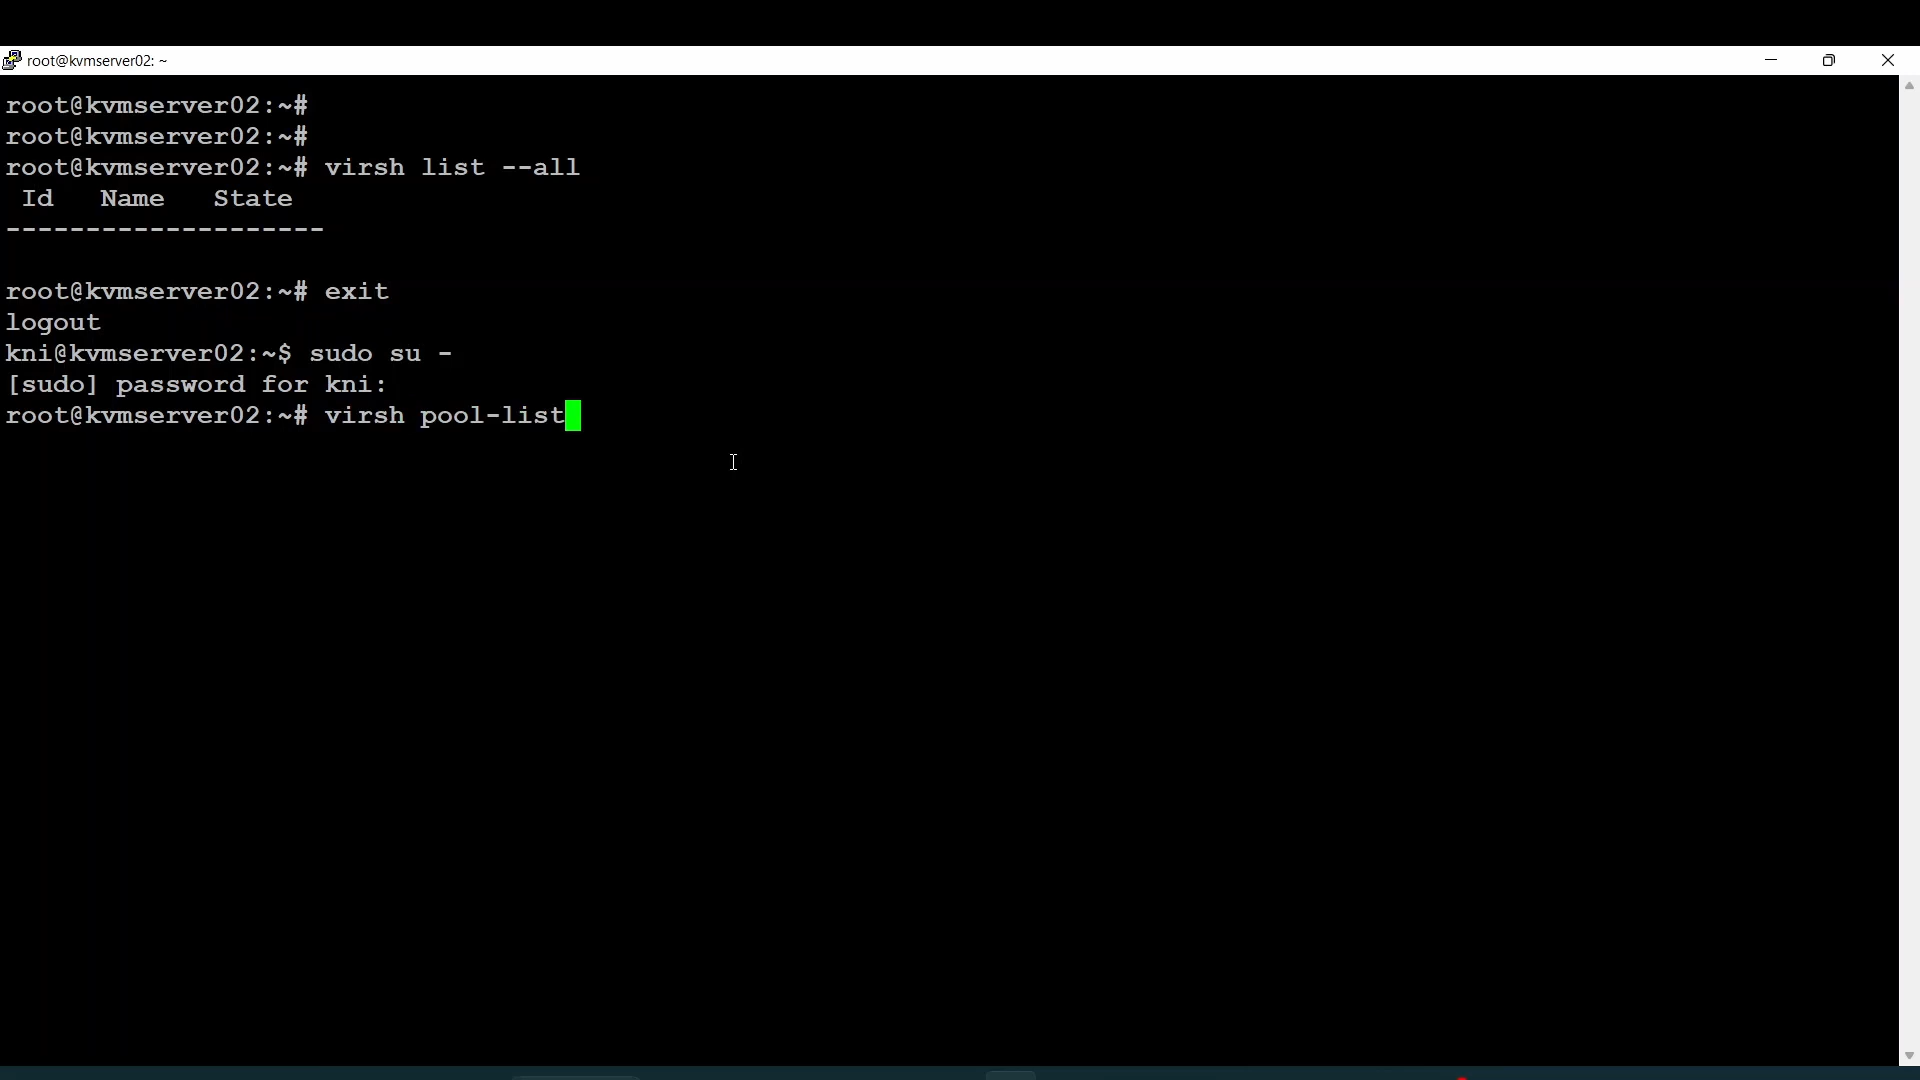 root@kvmserver02: ~
root@kvmserver02:~#
root@kvmserver02:~#
root@kvmserver02:~# virsh list --all
 Id   Name   State
--------------------
root@kvmserver02:~# exit
logout
kni@kvmserver02:~$ sudo su -
[sudo] password for kni:
root@kvmserver02:~# virsh pool-list